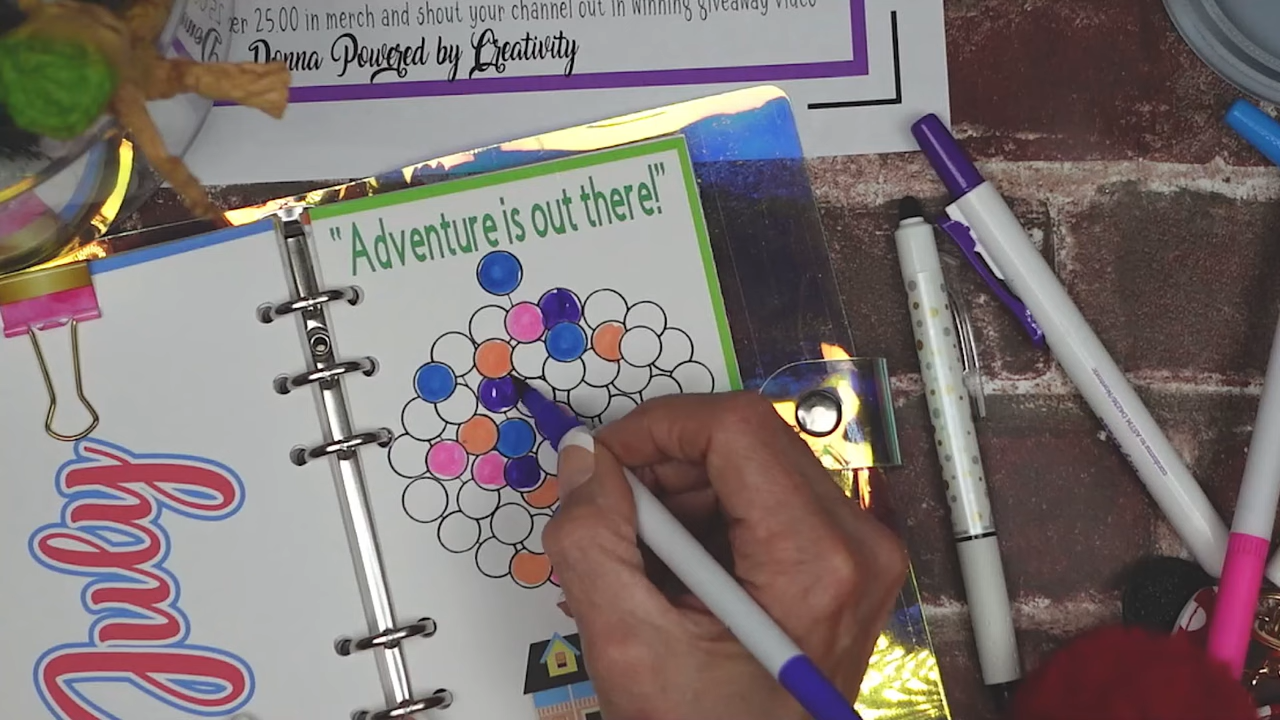 er 25.00 in merch and shout your channel out in winning giveaway video
Donna Powered by Creativity
"Adventure is out there!"
July